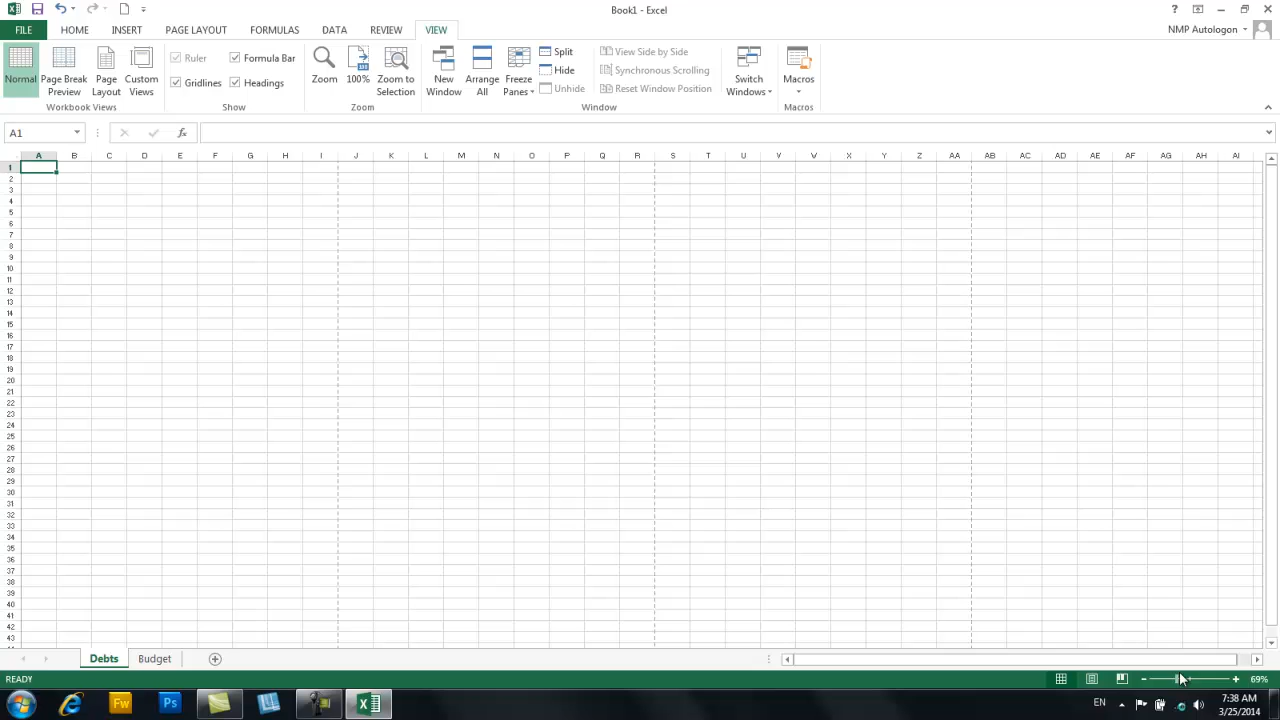 Book1 - Excel
FILE HOME INSERT PAGE LAYOUT FORMULAS DATA REVIEW VIEW NMP Autologon
Normal Page Break Preview Page Layout Custom Views
Workbook Views
Ruler Formula Bar
Gridlines Headings
Show
Zoom 100% Zoom to Selection
Zoom
New Window Arrange All Freeze Panes
Split
Hide
Unhide
View Side by Side
Synchronous Scrolling
Reset Window Position
Window
Switch Windows
Macros
Macros
A1 fx
A B C D E F G H I J K L M N O P Q R S T U V W X Y Z AA AB AC AD AE AF AG AH AI
1
2
3
4
5
6
7
8
9
10
11
12
13
14
15
16
17
18
19
20
21
22
23
24
25
26
27
28
29
30
31
32
33
34
35
36
37
38
39
40
41
42
43
Debts Budget
READY 69%
Fw Ps EN 7:38 AM
3/25/2014